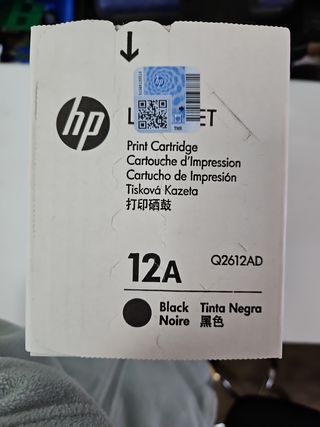 hp
L ET
Print Cartridge
Cartouche d'Impression
Cartucho de Impresión
Tisková Kazeta
打印硒鼓
12A
Q2612AD
Black Tinta Negra
Noire 黑色